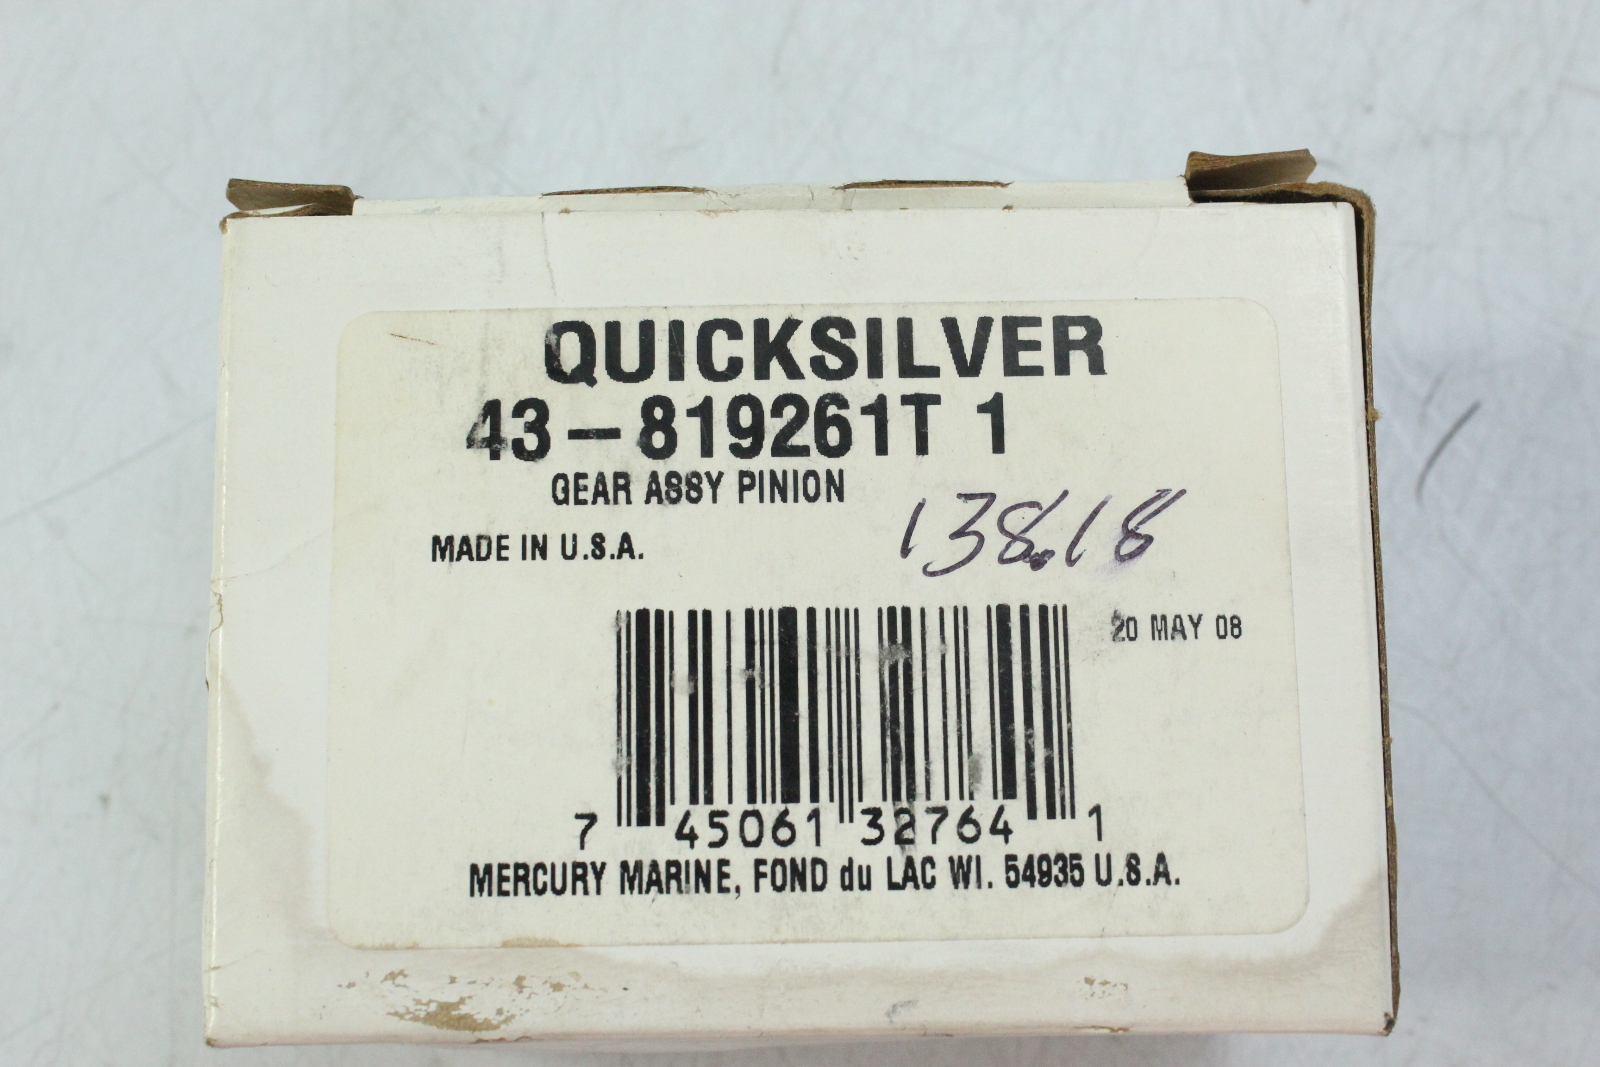 QUICKSILVER
43-819261T 1
GEAR ASSY PINION
MADE IN U.S.A.
138.18
20 MAY 08
7 45061 32764 1
MERCURY MARINE, FOND du LAC WI. 54935 U.S.A.